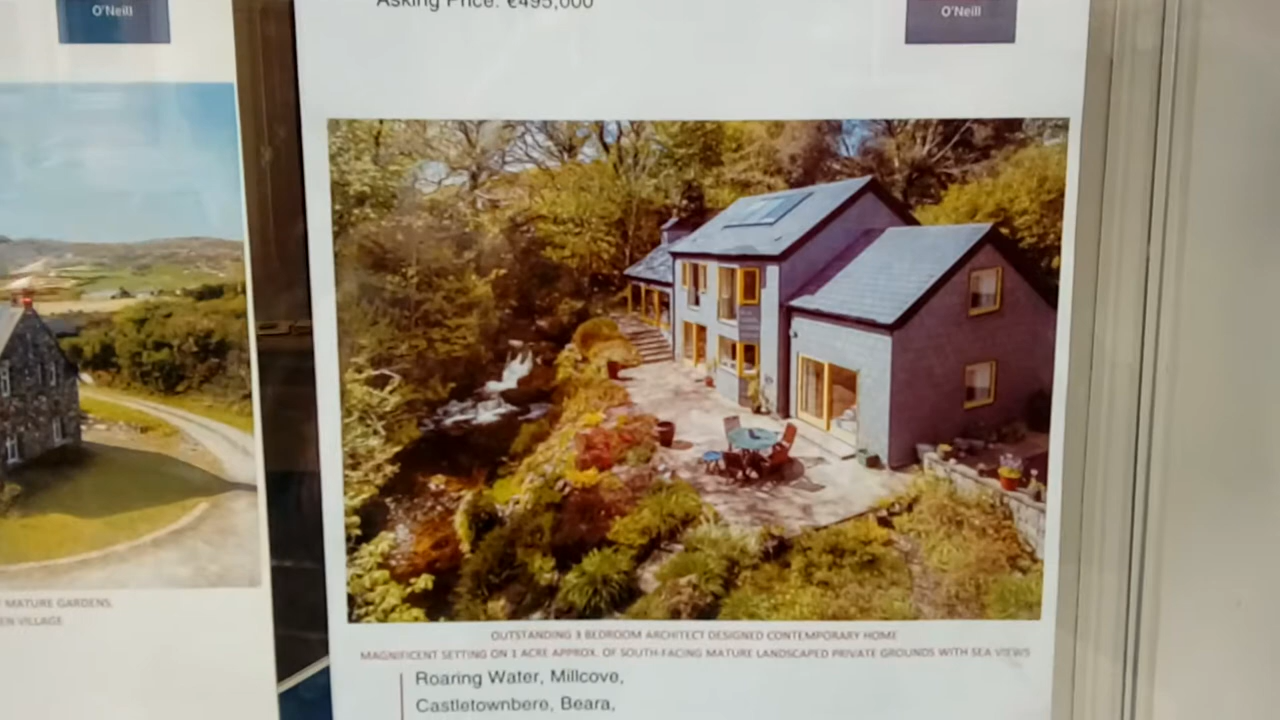 O'Neill
Asking Price: €495,000
O'Neill
MATURE GARDENS.
EN VILLAGE
OUTSTANDING 3 BEDROOM ARCHITECT DESIGNED CONTEMPORARY HOME
MAGNIFICENT SETTING ON 1 ACRE APPROX. OF SOUTH-FACING MATURE LANDSCAPED PRIVATE GROUNDS WITH SEA VIEWS
Roaring Water, Millcove,
Castletownbere, Beara,